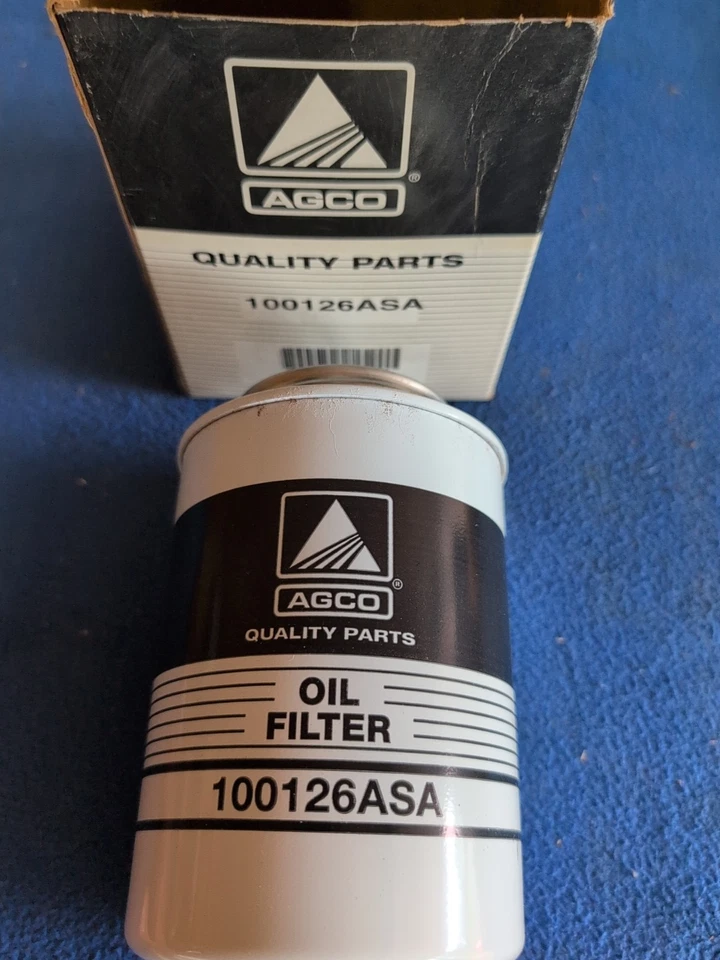 AGCO ®
QUALITY PARTS
100126ASA
AGCO ®
QUALITY PARTS
OIL
FILTER
100126ASA